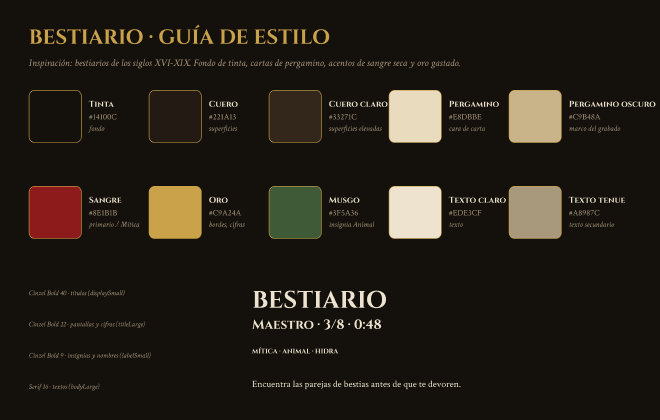 BESTIARIO · GUÍA DE ESTILO
Inspiración: bestiarios de los siglos XVI-XIX. Fondo de tinta, cartas de pergamino, acentos de sangre seca y oro gastado.
Tinta
#14100C
fondo
Cuero
#221A13
superficies
Cuero claro
#33271C
superficies elevadas
Pergamino
#E8DBBE
cara de carta
Pergamino oscuro
#C9B48A
marco del grabado
Sangre
#8E1B1B
primario / Mítica
Oro
#C9A24A
bordes, cifras
Musgo
#3F5A36
insignia Animal
Texto claro
#EDE3CF
texto
Texto tenue
#A8987C
texto secundario
Cinzel Bold 40 · títulos (displaySmall)
BESTIARIO
Cinzel Bold 22 · pantallas y cifras (titleLarge)
Maestro · 3/8 · 0:48
Cinzel Bold 9 · insignias y nombres (labelSmall)
MÍTICA · ANIMAL · HIDRA
Serif 16 · textos (bodyLarge)
Encuentra las parejas de bestias antes de que te devoren.